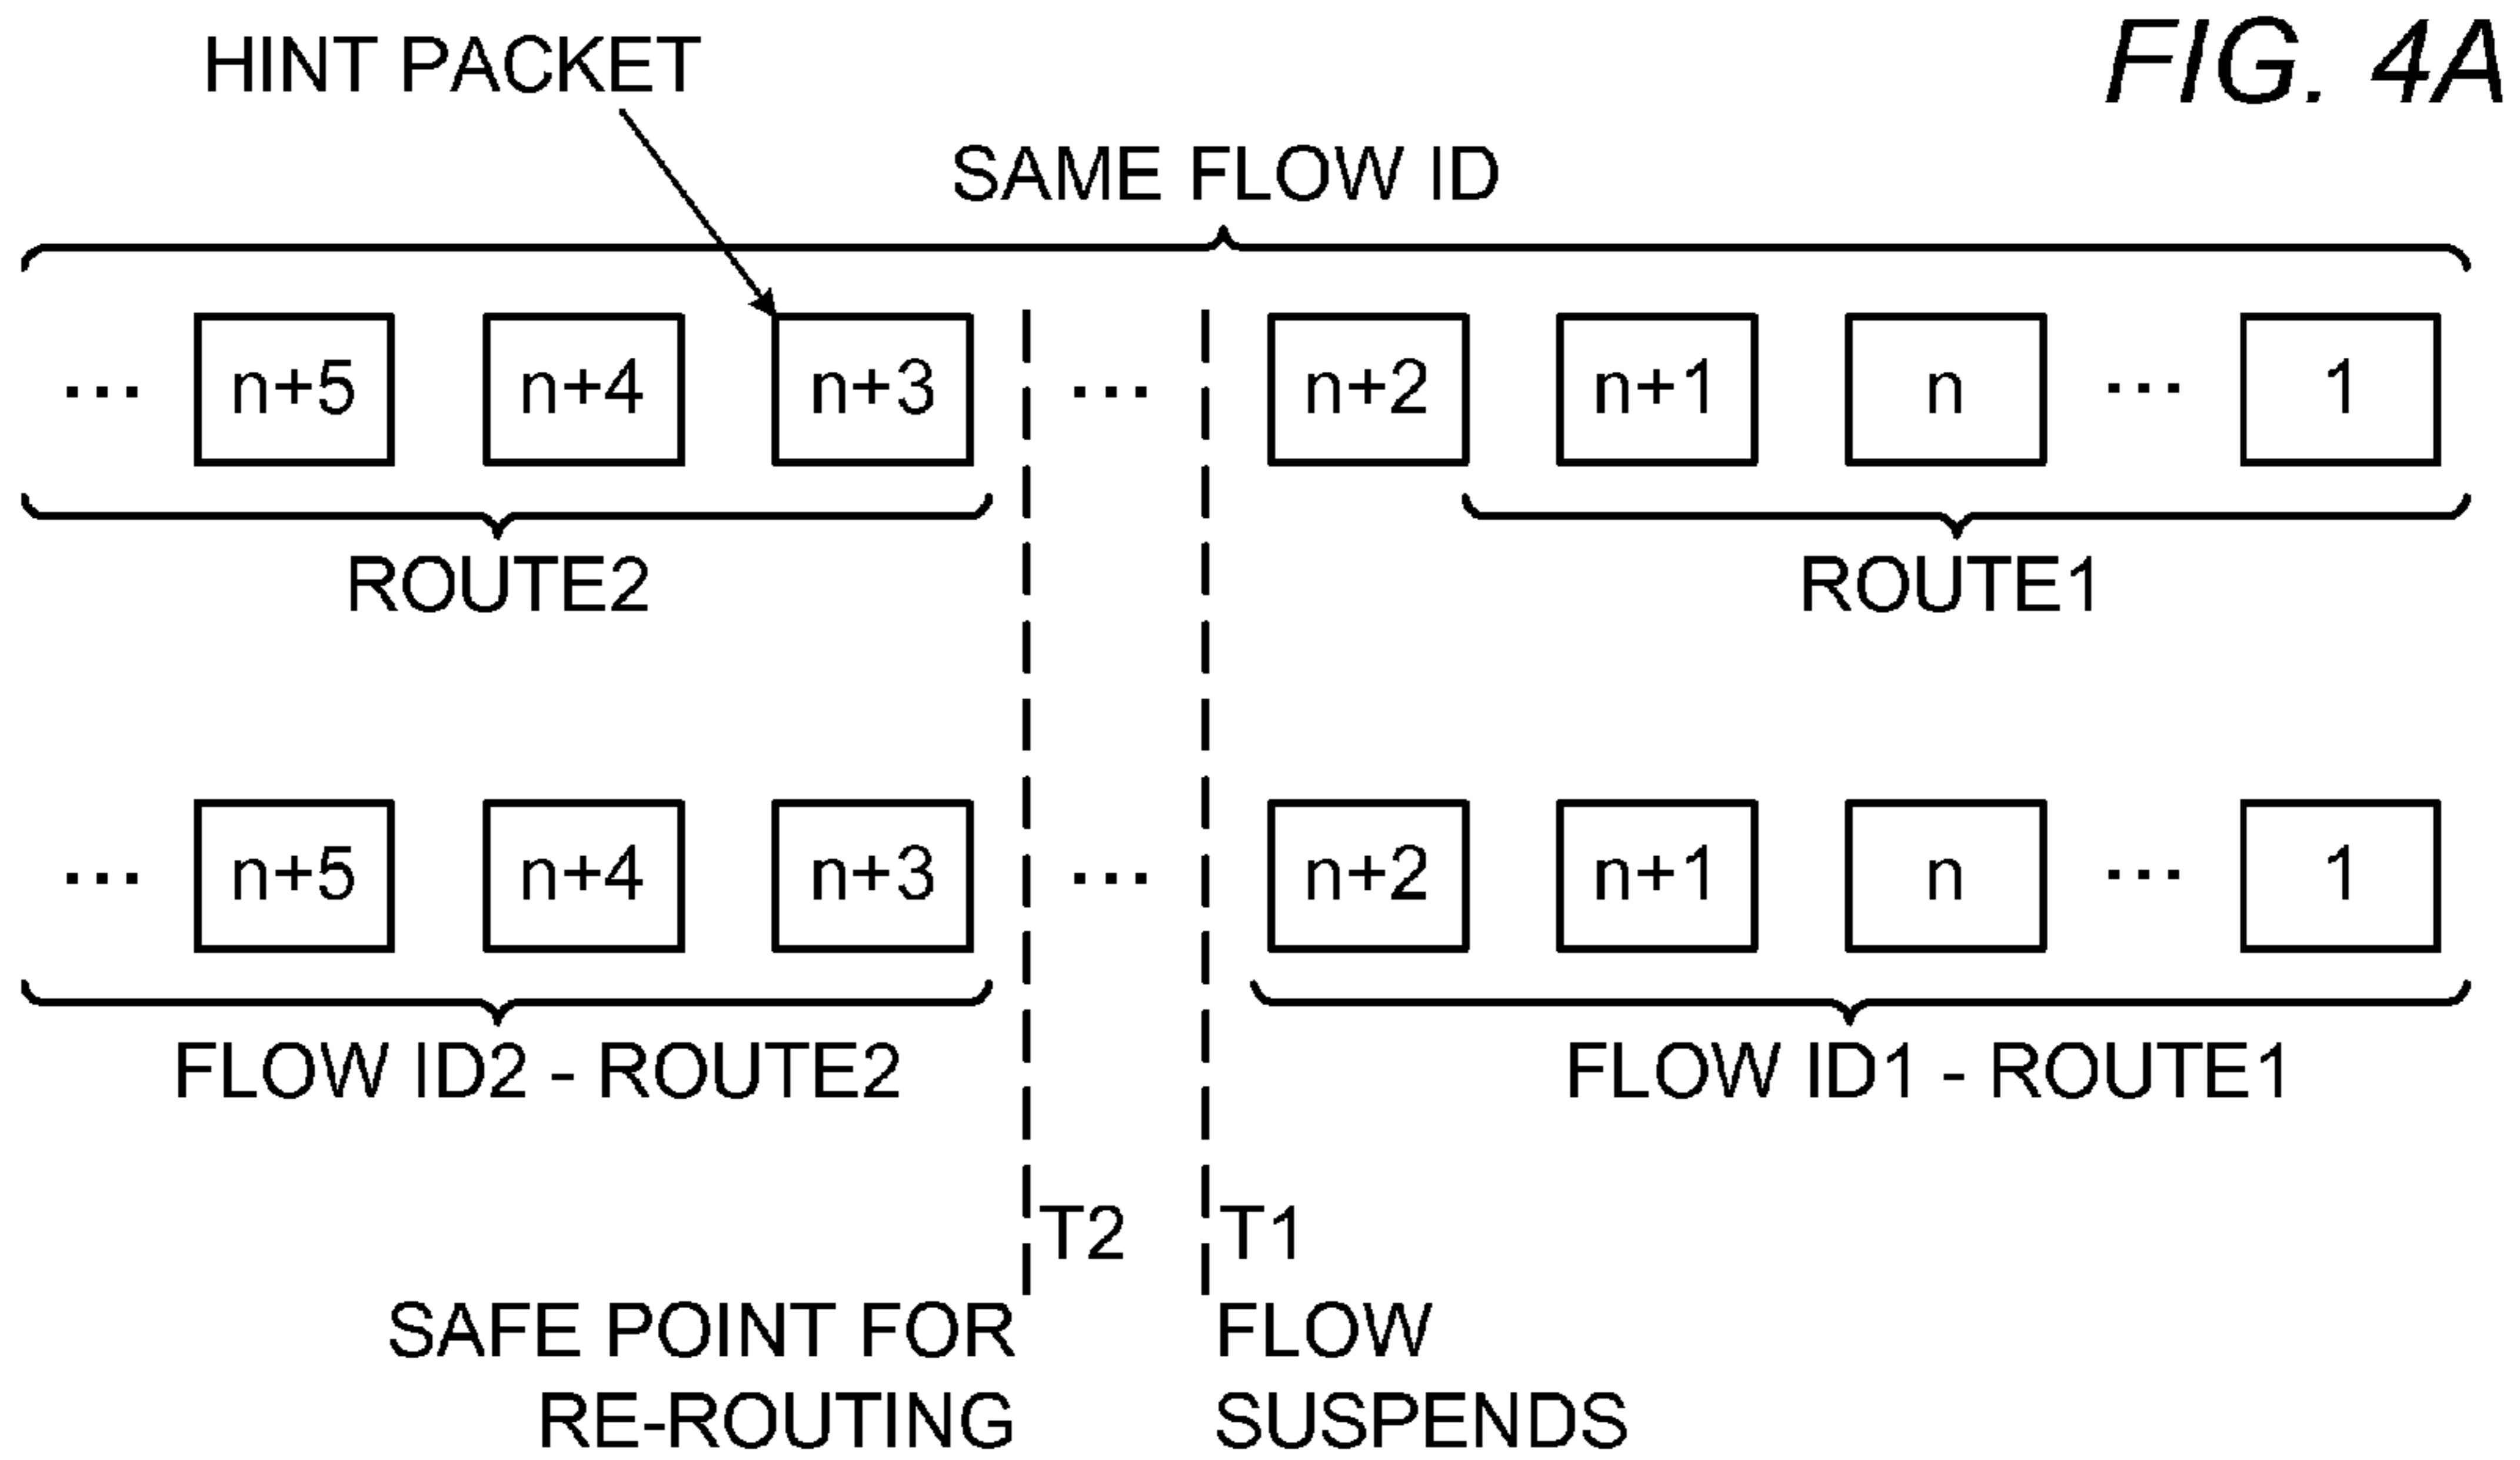 HINT PACKET
FIG. 4A
SAME FLOW ID
... n+5 n+4 n+3 ... n+2 n+1 n ... 1
ROUTE2 ROUTE1
... n+5 n+4 n+3 ... n+2 n+1 n ... 1
FLOW ID2 - ROUTE2 FLOW ID1 - ROUTE1
T2 T1
SAFE POINT FOR
RE-ROUTING
FLOW
SUSPENDS